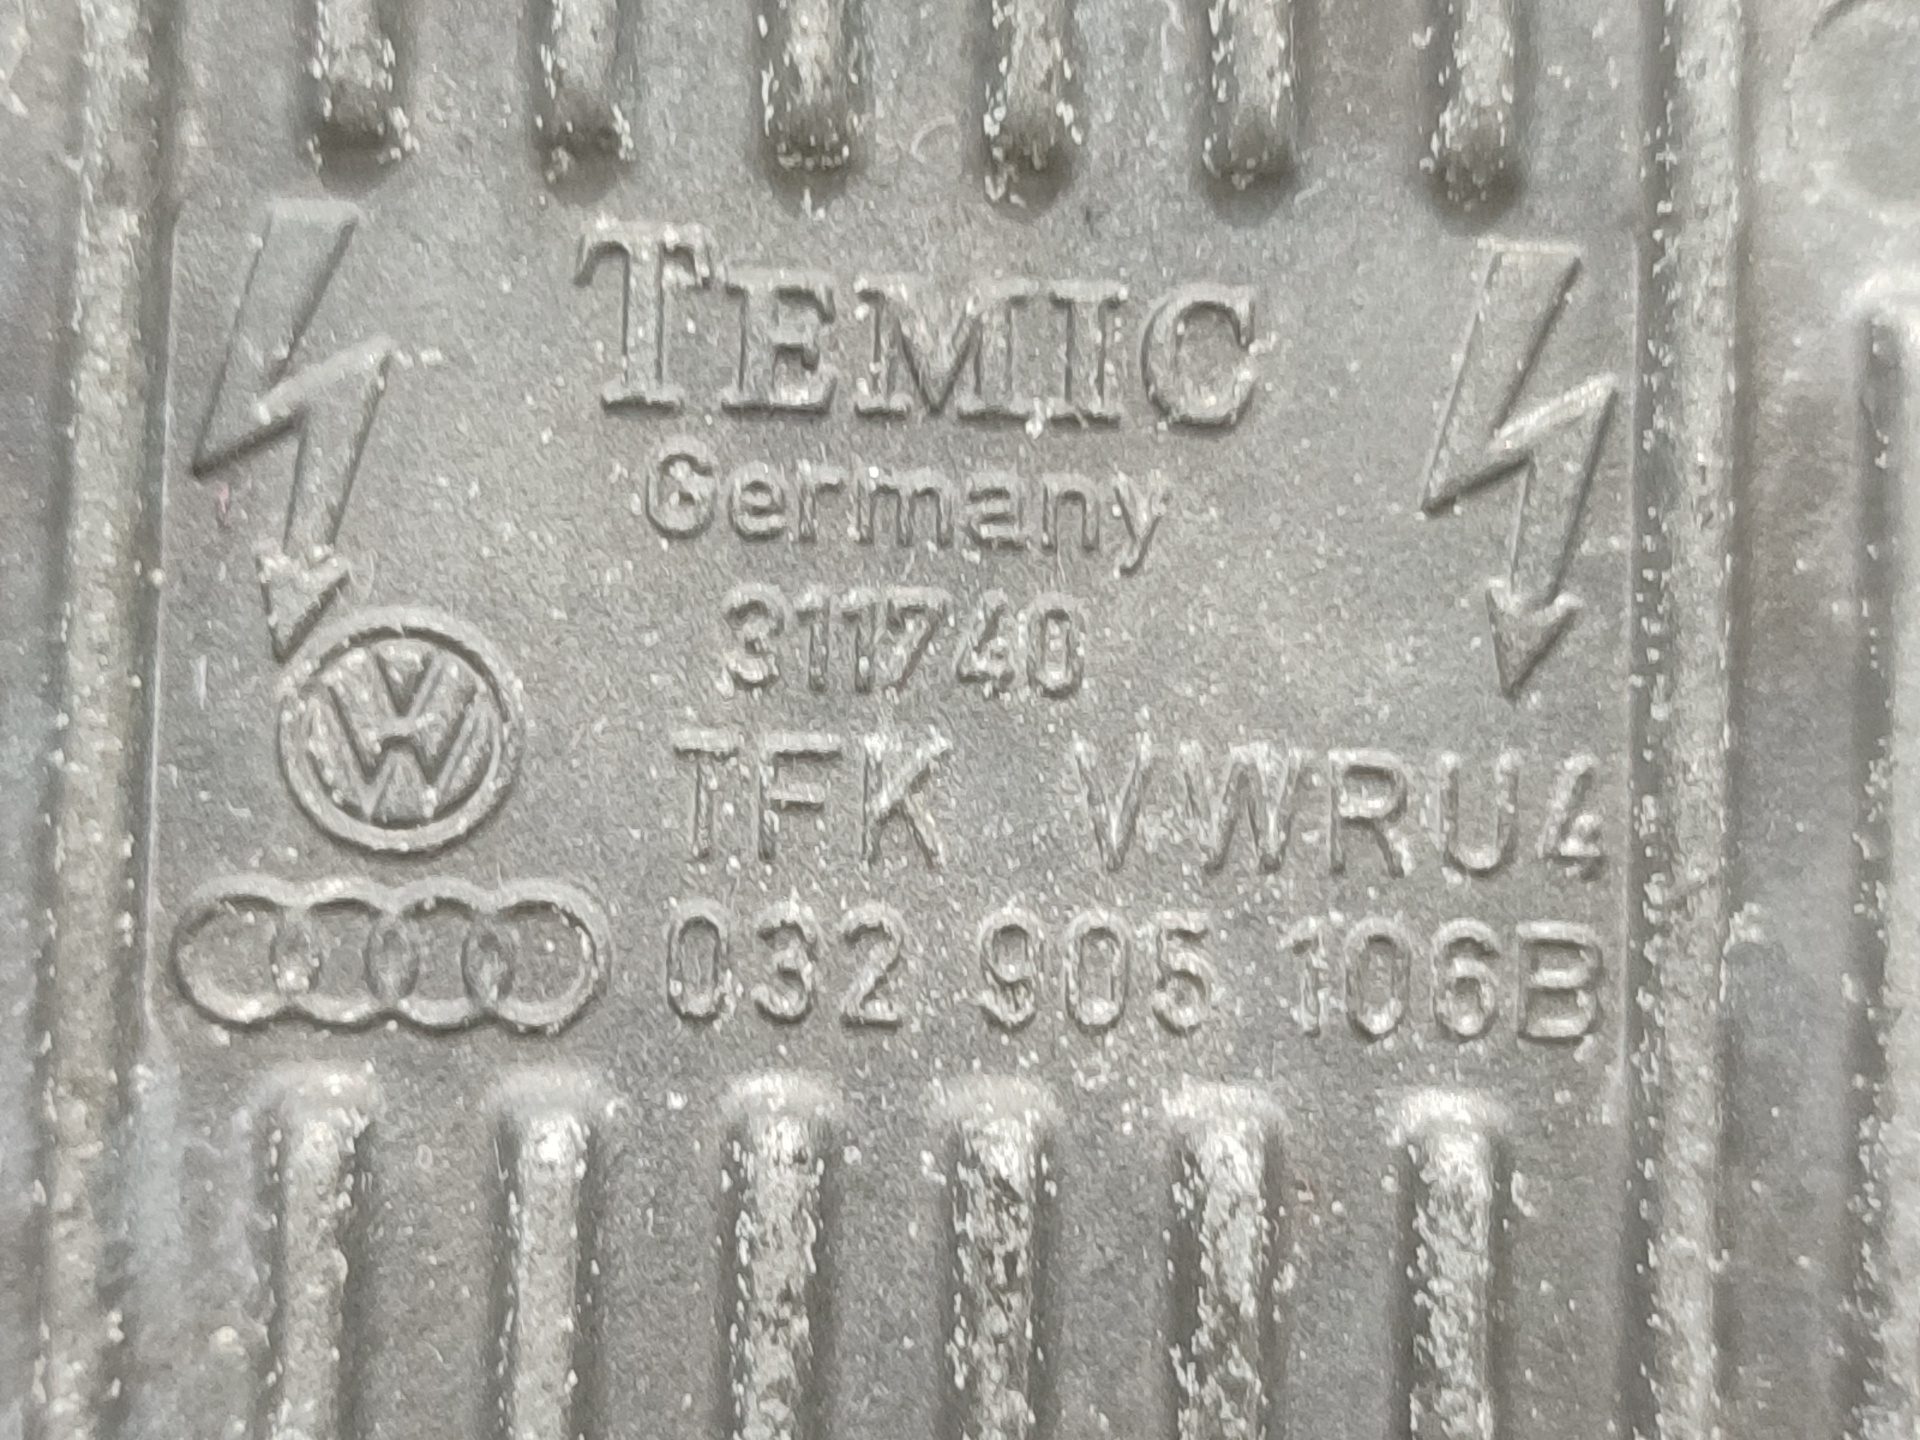 TEMIC
Germany
311740
TFK VWRU4
032 905 106B